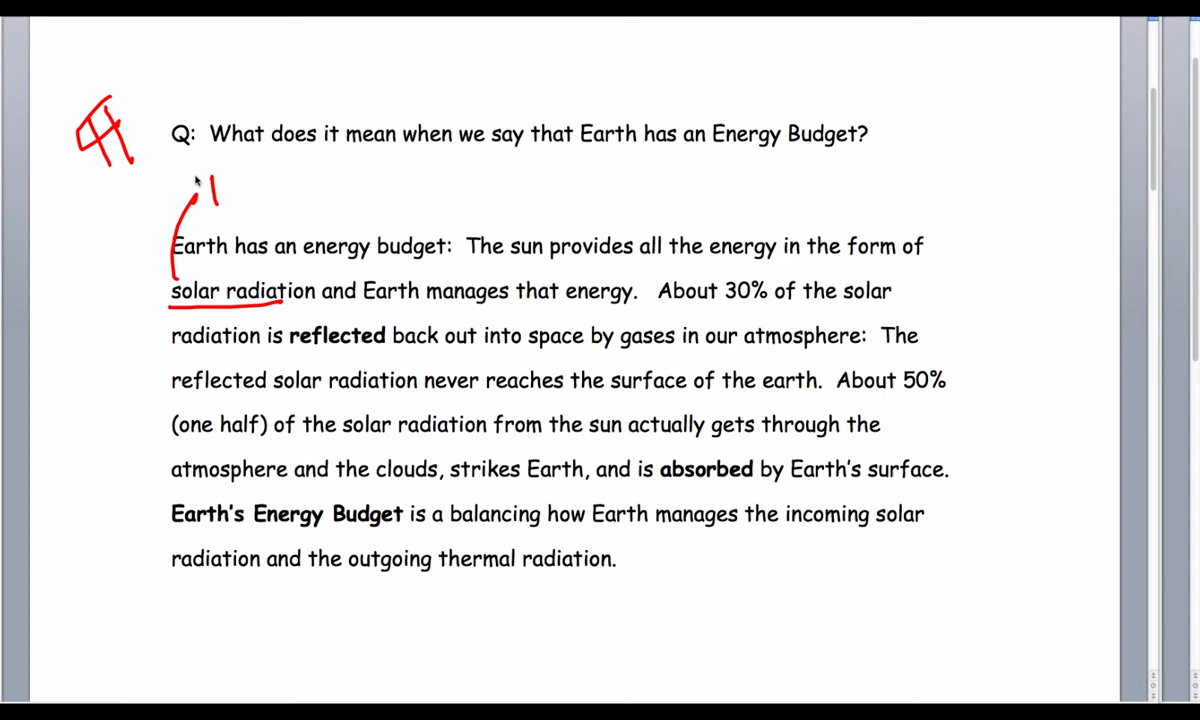 Q: What does it mean when we say that Earth has an Energy Budget?
Earth has an energy budget: The sun provides all the energy in the form of
solar radiation and Earth manages that energy. About 30% of the solar
radiation is reflected back out into space by gases in our atmosphere: The
reflected solar radiation never reaches the surface of the earth. About 50%
(one half) of the solar radiation from the sun actually gets through the
atmosphere and the clouds, strikes Earth, and is absorbed by Earth's surface.
Earth's Energy Budget is a balancing how Earth manages the incoming solar
radiation and the outgoing thermal radiation.